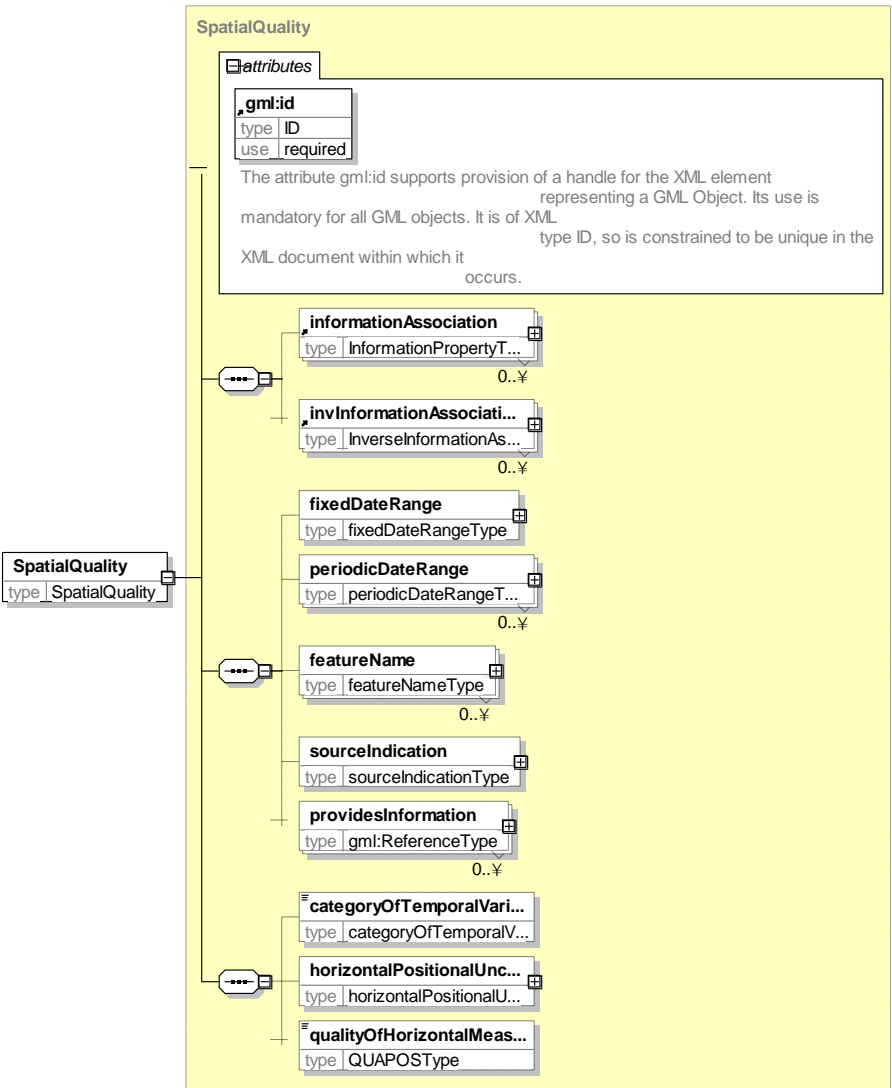 SpatialQuality
attributes
gml:id
type ID
use required
The attribute gml:id supports provision of a handle for the XML element
representing a GML Object. Its use is
mandatory for all GML objects. It is of XML
type ID, so is constrained to be unique in the
XML document within which it
occurs.
informationAssociation
type InformationPropertyT...
0..¥
invInformationAssociati...
type InverseInformationAs...
0..¥
fixedDateRange
type fixedDateRangeType
SpatialQuality
type SpatialQuality
periodicDateRange
type periodicDateRangeT...
0..¥
featureName
type featureNameType
0..¥
sourceIndication
type sourceIndicationType
providesInformation
type gml:ReferenceType
0..¥
categoryOfTemporalVari...
type categoryOfTemporalV...
horizontalPositionalUnc...
type horizontalPositionalU...
qualityOfHorizontalMeas...
type QUAPOSType